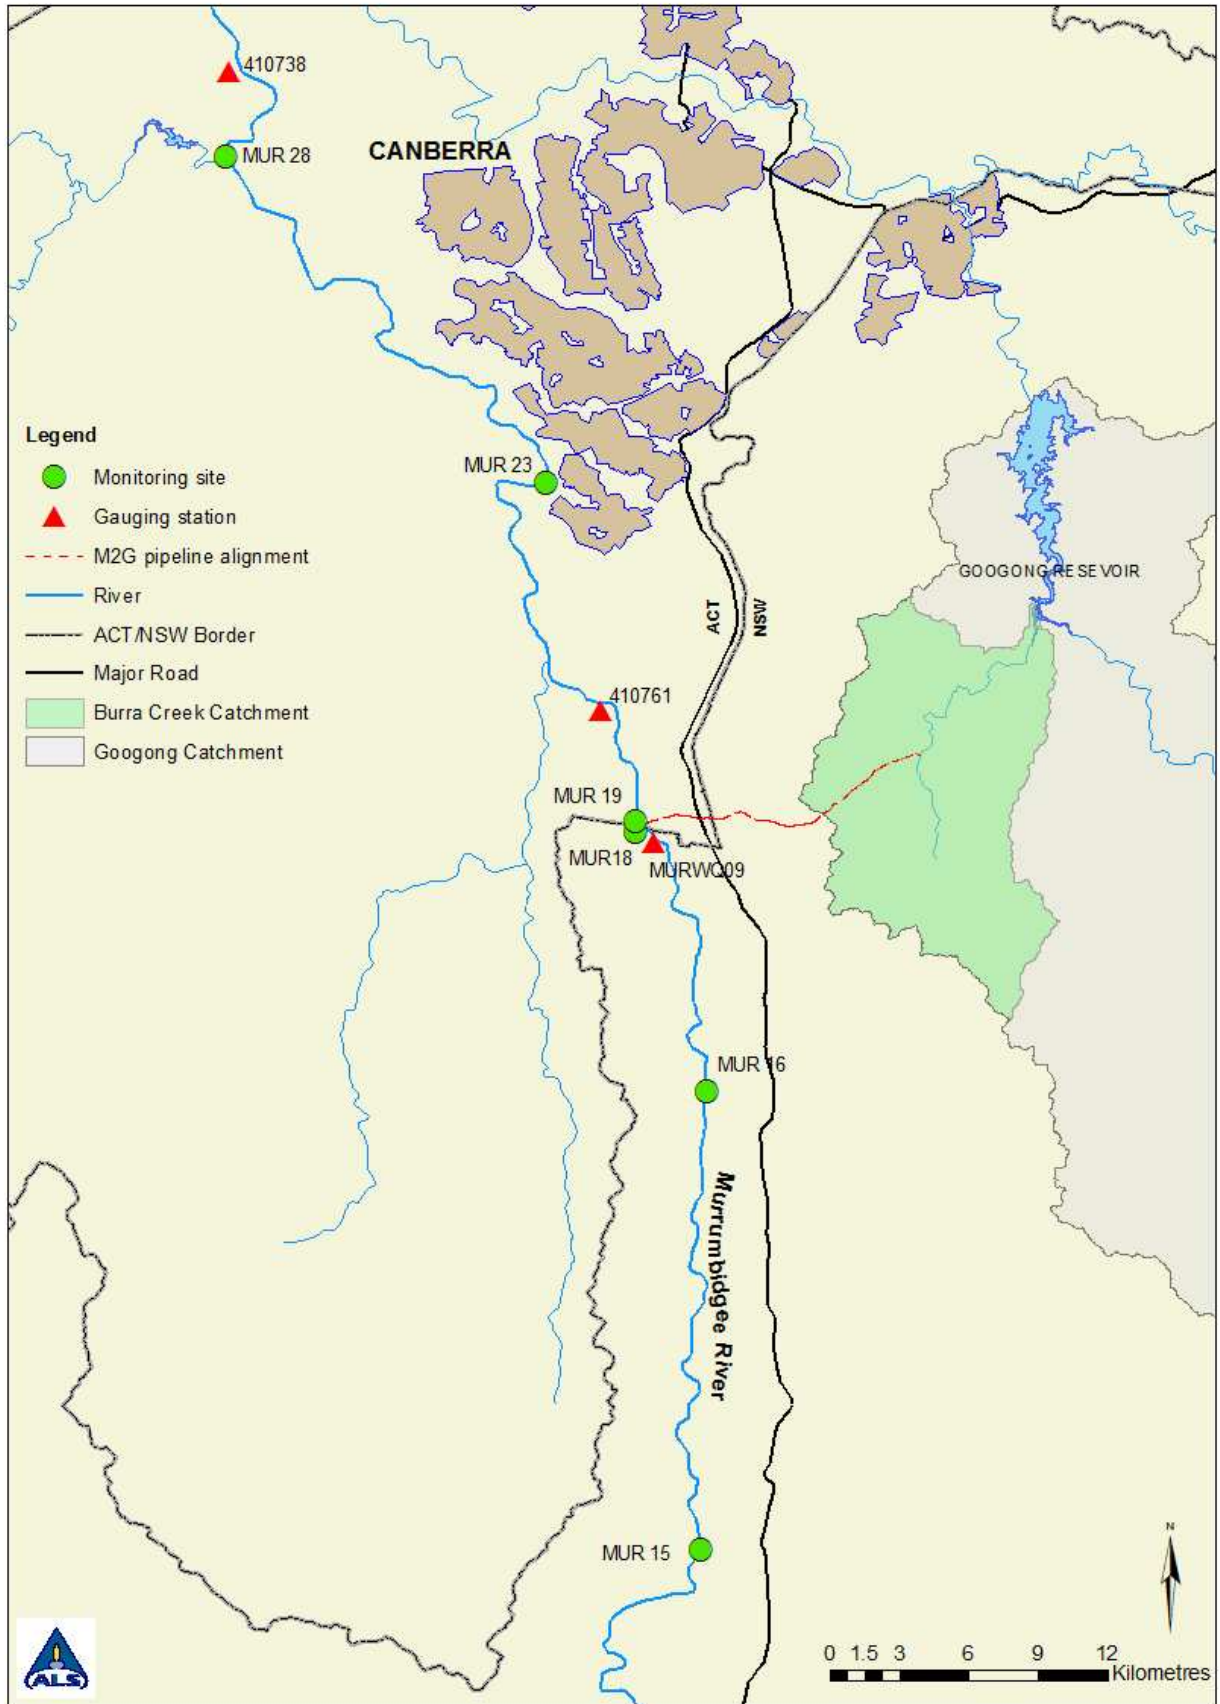 410738
MUR 28
CANBERRA
Legend
Monitoring site
Gauging station
M2G pipeline alignment
River
ACT/NSW Border
Major Road
Burra Creek Catchment
Googong Catchment
MUR 23
ACT
NSW
GOOGONG RESEVOIR
410761
MUR 19
MUR18
MURWQ09
MUR 16
Murrumbidgee River
MUR 15
N
0 1.5 3 6 9 12
Kilometres
ALS